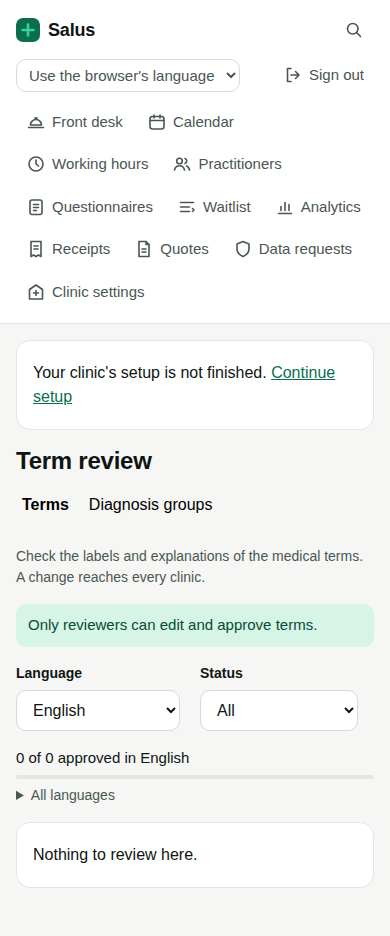 Salus
Use the browser's language
Sign out
Front desk
Calendar
Working hours
Practitioners
Questionnaires
Waitlist
Analytics
Receipts
Quotes
Data requests
Clinic settings
Your clinic's setup is not finished. Continue
setup
Term review
Terms
Diagnosis groups
Check the labels and explanations of the medical terms.
A change reaches every clinic.
Only reviewers can edit and approve terms.
Language
Status
English
All
0 of 0 approved in English
All languages
Nothing to review here.